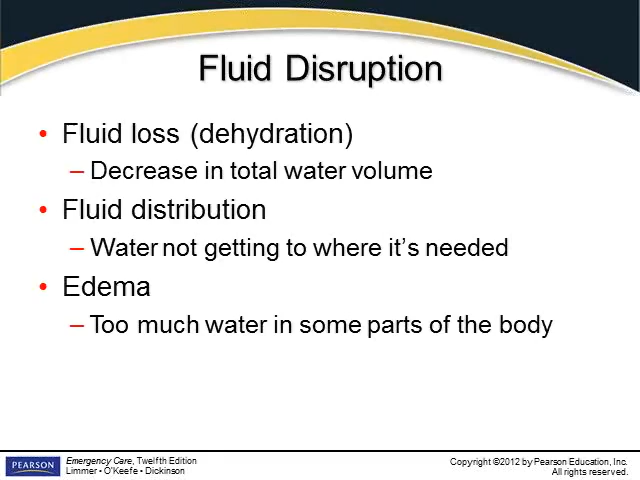 Fluid Disruption
• Fluid loss (dehydration)
– Decrease in total water volume
• Fluid distribution
– Water not getting to where it's needed
• Edema
– Too much water in some parts of the body
PEARSON
Emergency Care, Twelfth Edition
Limmer • O'Keefe • Dickinson
Copyright ©2012 by Pearson Education, Inc.
All rights reserved.